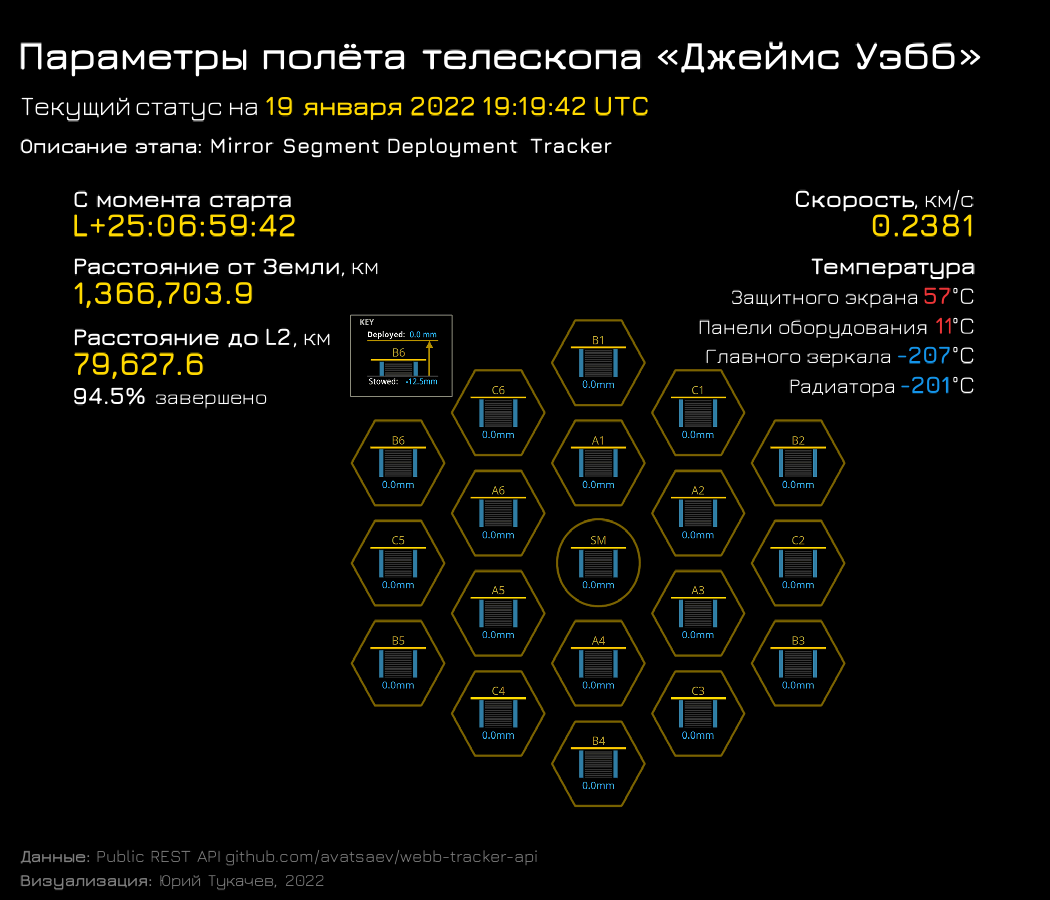 Параметры полёта телескопа «Джеймс Уэбб»
Текущий статус на 19 января 2022 19:19:42 UTC
Описание этапа: Mirror Segment Deployment Tracker
С момента старта
L+25:06:59:42
Скорость, км/с
0.2381
Расстояние от Земли, км
1,366,703.9
Температура
Защитного экрана 57°C
Панели оборудования 11°C
Главного зеркала -207°C
Радиатора -201°C
Расстояние до L2, км
79,627.6
94.5% завершено
KEY
Deployed: 0.0 mm
B6
Stowed: -12.5mm
B1
0.0mm
C6
0.0mm
C1
0.0mm
B6
0.0mm
A1
0.0mm
B2
0.0mm
A6
0.0mm
A2
0.0mm
C5
0.0mm
SM
0.0mm
C2
0.0mm
A5
0.0mm
A3
0.0mm
B5
0.0mm
A4
0.0mm
B3
0.0mm
C4
0.0mm
C3
0.0mm
B4
0.0mm
Данные: Public REST API github.com/avatsaev/webb-tracker-api
Визуализация: Юрий Тукачев, 2022